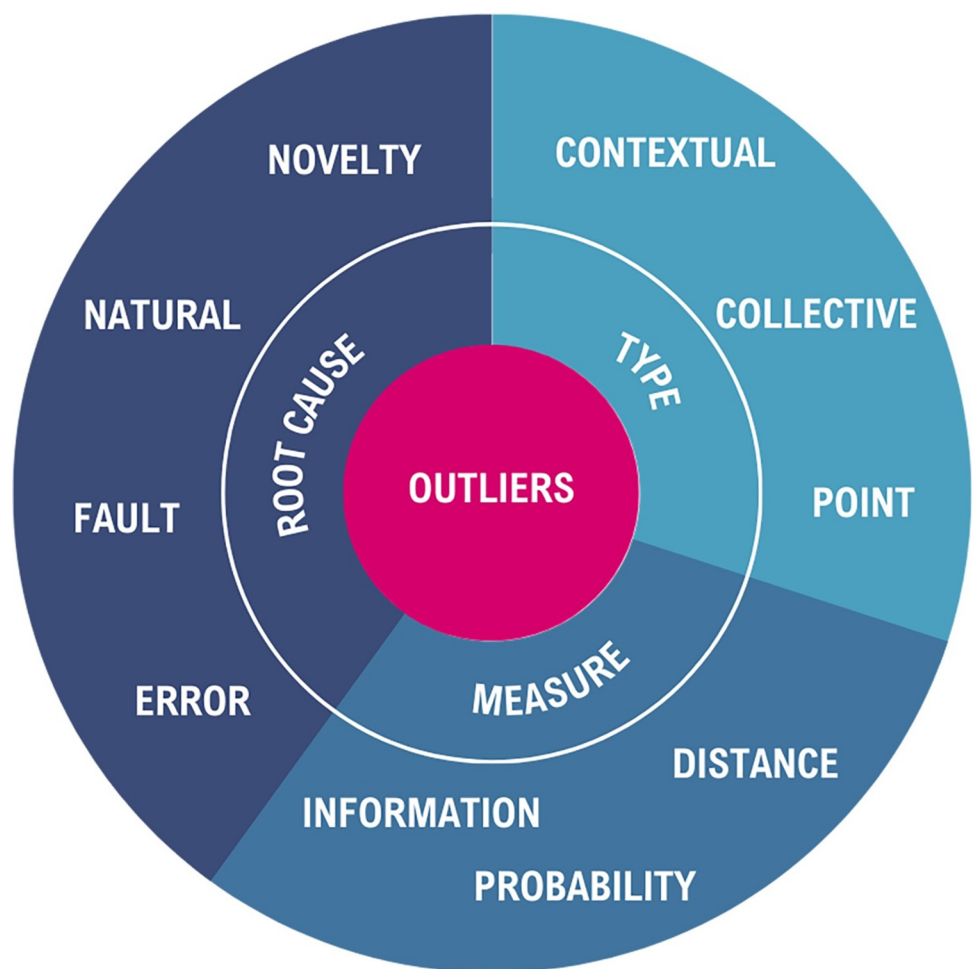 NOVELTY
CONTEXTUAL
NATURAL
COLLECTIVE
ROOT CAUSE
TYPE
OUTLIERS
FAULT
POINT
ERROR
MEASURE
DISTANCE
INFORMATION
PROBABILITY